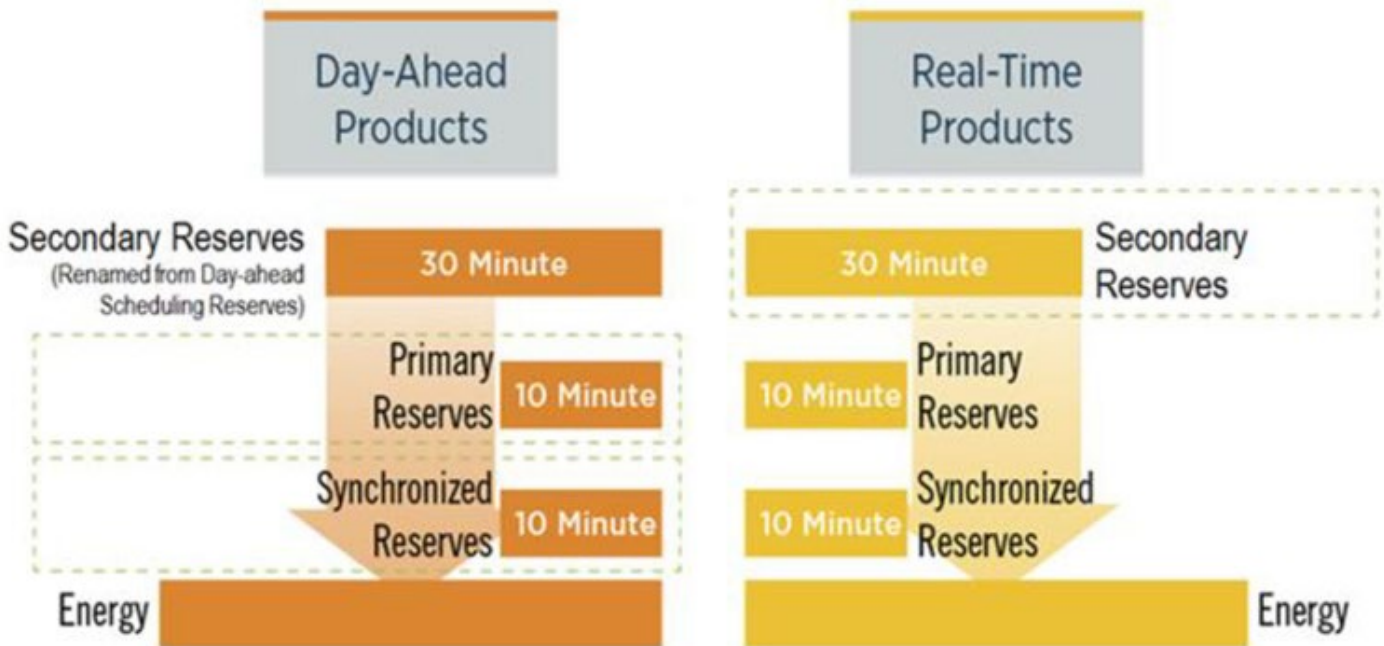 Day-Ahead
Products
Real-Time
Products
Secondary Reserves
(Renamed from Day-ahead
Scheduling Reserves)
30 Minute
30 Minute
Secondary
Reserves
Primary
Reserves
10 Minute
10 Minute
Primary
Reserves
Synchronized
Reserves
10 Minute
10 Minute
Synchronized
Reserves
Energy
Energy